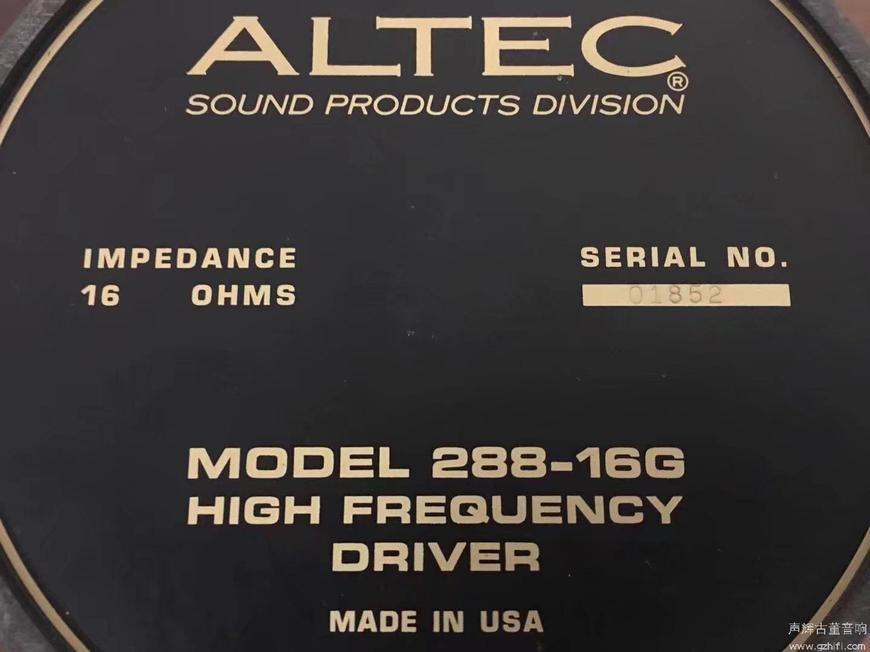 ALTEC®
SOUND PRODUCTS DIVISION
IMPEDANCE
16 OHMS
SERIAL NO.
01852
MODEL 288-16G
HIGH FREQUENCY
DRIVER
MADE IN USA
声辉古董音响
www.gzhifi.com